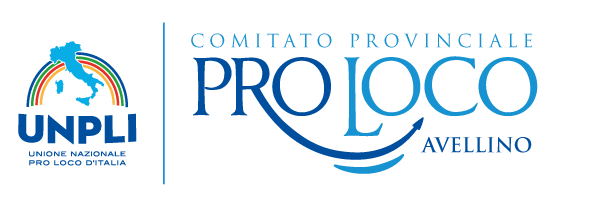 UNPLI
UNIONE NAZIONALE
PRO LOCO D'ITALIA
COMITATO PROVINCIALE
PRO LOCO
AVELLINO